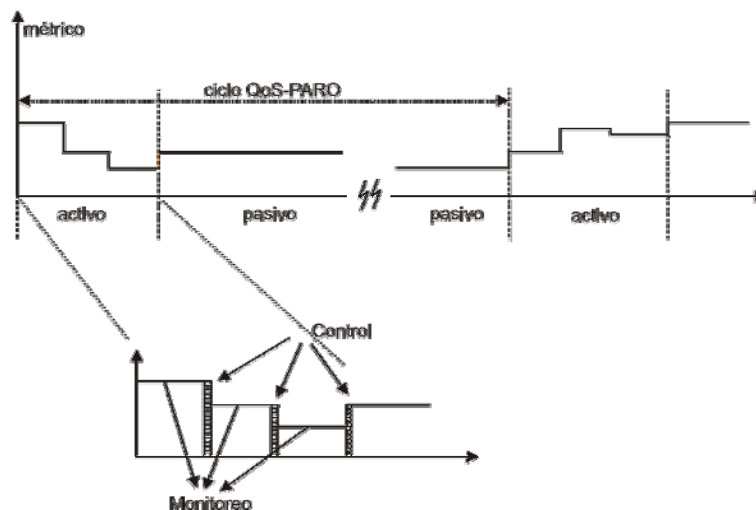 métrico
ciclo QoS-PARO
activo
pasivo
pasivo
activo
Control
Monitoreo